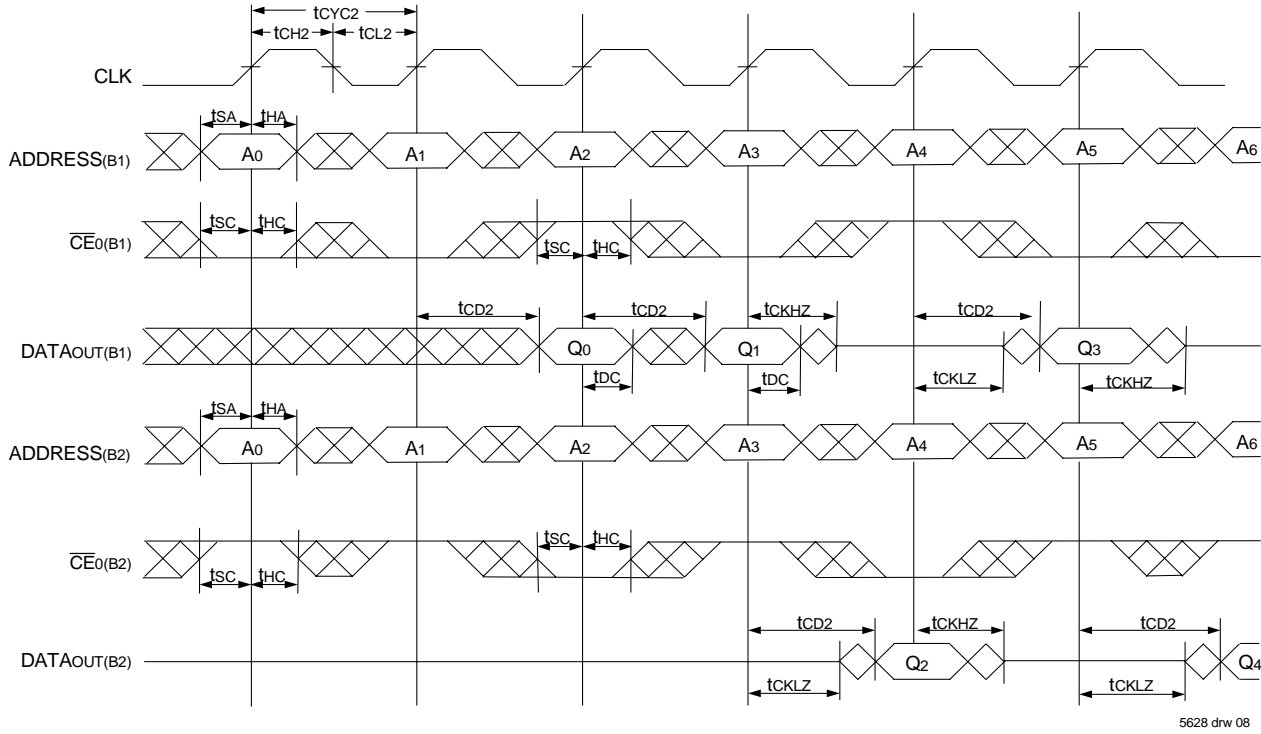 tCYC2
tCH2 tCL2
CLK
tSA tHA
ADDRESS(B1) A0 A1 A2 A3 A4 A5 A6
tSC tHC
CE0(B1)
tSC tHC
tCD2 tCD2 tCKHZ tCD2
DATAOUT(B1) Q0 Q1 Q3
tDC tDC tCKLZ tCKHZ
tSA tHA
ADDRESS(B2) A0 A1 A2 A3 A4 A5 A6
tSC tHC
CE0(B2)
tSC tHC
tCD2 tCKHZ tCD2
DATAOUT(B2) Q2 Q4
tCKLZ tCKLZ
5628 drw 08